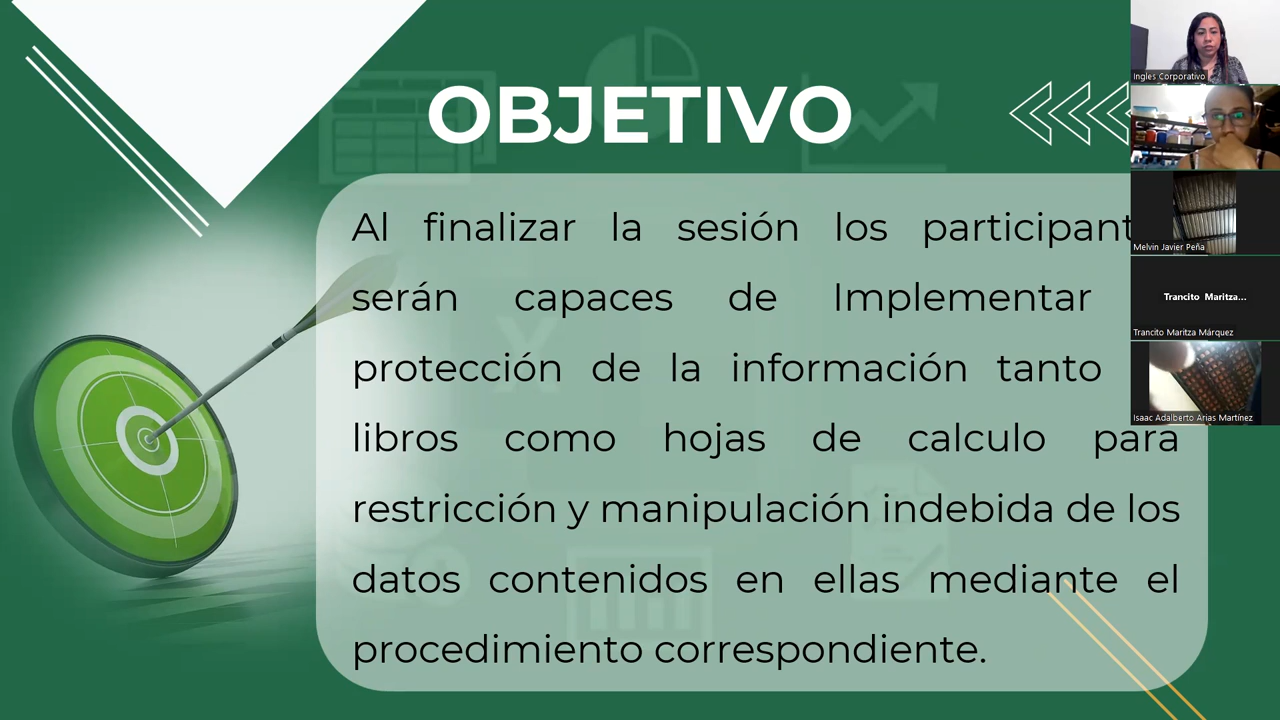 OBJETIVO
Al finalizar la sesión los
serán capaces de Implementar
protección de la información tanto
libros como hojas de calculo para
restricción y manipulación indebida de los
datos contenidos en ellas mediante el
procedimiento correspondiente.
Ingles Corporativo
Melvin Javier Peña
Trancito Maritza...
Trancito Maritza Márquez
Isaac Adalberto Arias Martínez